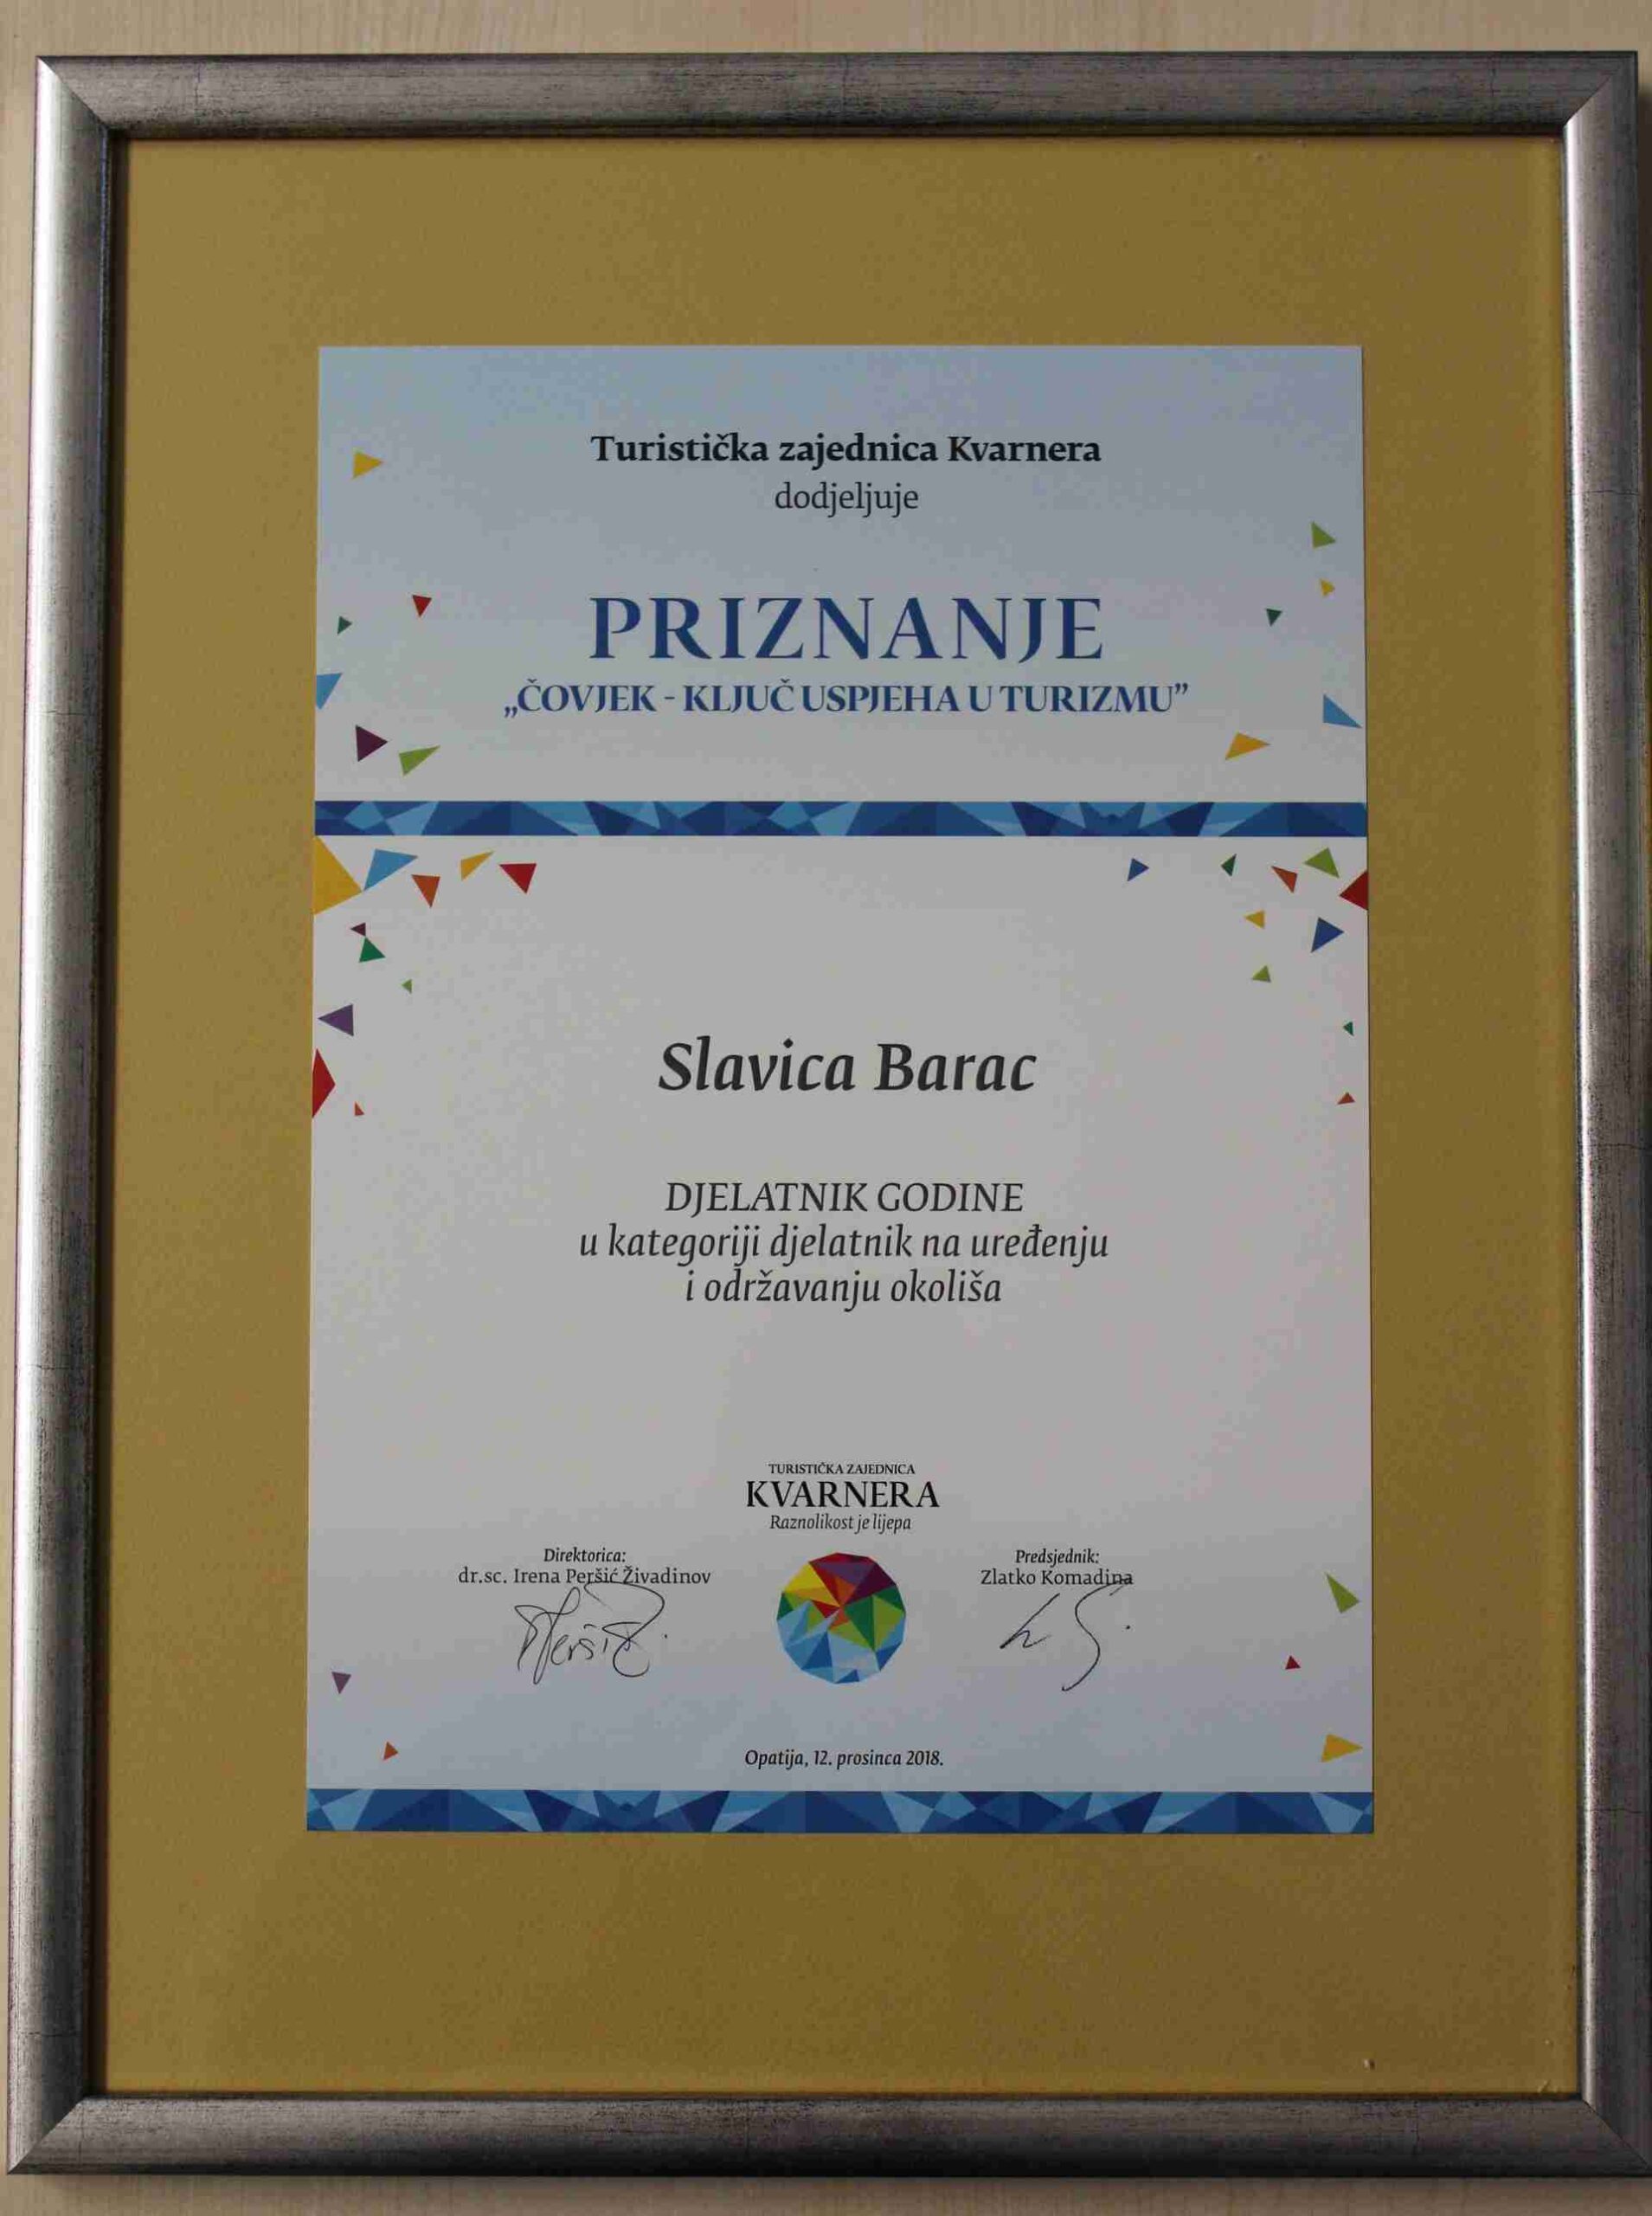 Turistička zajednica Kvarnera
dodjeljuje
PRIZNANJE
„ČOVJEK - KLJUČ USPJEHA U TURIZMU”
Slavica Barac
DJELATNIK GODINE
u kategoriji djelatnik na uređenju
i održavanju okoliša
TURISTIČKA ZAJEDNICA
KVARNERA
Raznolikost je lijepa
Direktorica:
dr.sc. Irena Peršić Živadinov
Predsjednik:
Zlatko Komadina
Opatija, 12. prosinca 2018.